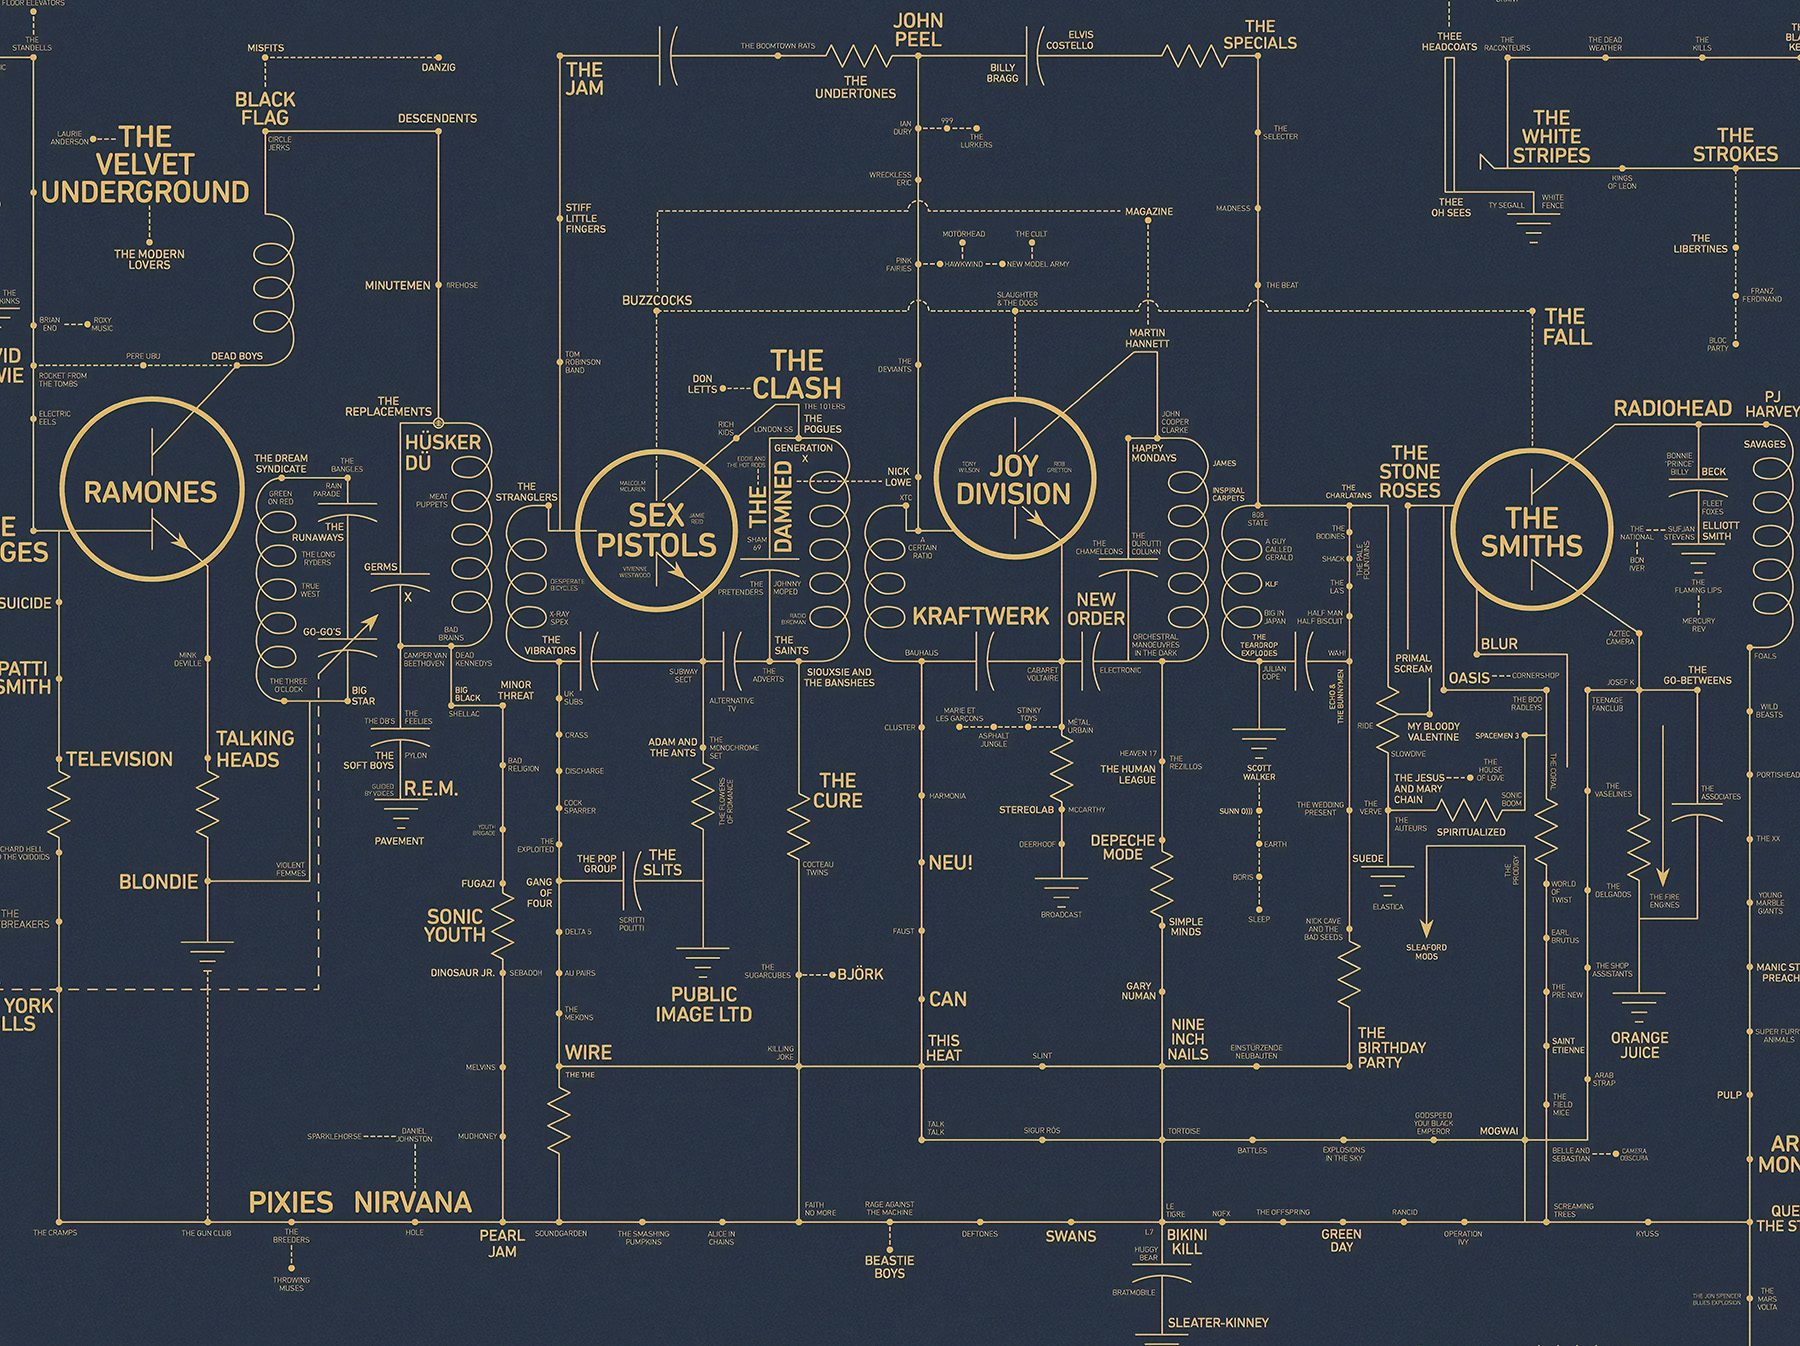 FLOOR ELEVATORS
THE
STANDELLS
MISFITS
DANZIG
BLACK
FLAG
CIRCLE
JERKS
DESCENDENTS
LAURIE
ANDERSON
THE
VELVET
UNDERGROUND
THE MODERN
LOVERS
THE
KINKS
BRIAN
ENO
ROXY
MUSIC
PERE UBU
DEAD BOYS
ROCKET FROM
THE TOMBS
ELECTRIC
EELS
MINUTEMEN
fIREHOSE
THE
REPLACEMENTS
HÜSKER
DÜ
RAMONES
THE DREAM
SYNDICATE
THE
BANGLES
GREEN
ON RED
RAIN
PARADE
THE
RUNAWAYS
THE LONG
RYDERS
TRUE
WEST
GO-GO'S
THE THREE
O'CLOCK
BIG
STAR
MEAT
PUPPETS
GERMS
X
BAD
BRAINS
CAMPER VAN
BEETHOVEN
DEAD
KENNEDYS
BIG
BLACK
SHELLAC
MINOR
THREAT
THE DB'S
THE
FEELIES
THE
SOFT BOYS
PYLON
GUIDED
BY VOICES
R.E.M.
PAVEMENT
SUICIDE
PATTI
SMITH
MINK
DEVILLE
TELEVISION
TALKING
HEADS
BLONDIE
VIOLENT
FEMMES
YORK
THE CRAMPS
THE GUN CLUB
PIXIES
NIRVANA
THE
BREEDERS
THROWING
MUSES
HOLE
SPARKLEHORSE
DANIEL
JOHNSTON
BAD
RELIGION
YOUTH
BRIGADE
FUGAZI
SONIC
YOUTH
DINOSAUR JR.
SEBADOH
MELVINS
MUDHONEY
PEARL
JAM
SOUNDGARDEN
THE SMASHING
PUMPKINS
ALICE IN
CHAINS
THE
JAM
THE BOOMTOWN RATS
THE
UNDERTONES
JOHN
PEEL
BILLY
BRAGG
ELVIS
COSTELLO
THE
SPECIALS
STIFF
LITTLE
FINGERS
TOM
ROBINSON
BAND
IAN
DURY
999
THE
LURKERS
WRECKLESS
ERIC
MOTÖRHEAD
THE CULT
PINK
FAIRIES
HAWKWIND
NEW MODEL ARMY
MAGAZINE
BUZZCOCKS
SLAUGHTER
& THE DOGS
THE
DEVIANTS
THE
SELECTER
MADNESS
THE BEAT
THE
FALL
MARTIN
HANNETT
DON
LETTS
THE
CLASH
THE 101ERS
RICH
KIDS
LONDON SS
THE
POGUES
GENERATION
X
EDDIE AND
THE HOT RODS
THE
DAMNED
NICK
LOWE
THE
STRANGLERS
MALCOLM
MCLAREN
SEX
PISTOLS
JAMIE
REID
VIVIENNE
WESTWOOD
SHAM
69
DESPERATE
BICYCLES
X-RAY
SPEX
THE
VIBRATORS
THE
PRETENDERS
JOHNNY
MOPED
RADIO
BIRDMAN
SUBWAY
SECT
THE
ADVERTS
THE
SAINTS
SIOUXSIE AND
THE BANSHEES
ALTERNATIVE
TV
UK
SUBS
CRASS
DISCHARGE
COCK
SPARRER
THE
EXPLOITED
GANG
OF
FOUR
THE POP
GROUP
THE
SLITS
SCRITTI
POLITTI
DELTA 5
AU PAIRS
THE
MEKONS
WIRE
THE THE
ADAM AND
THE ANTS
THE
MONOCHROME
SET
THE FLOWERS
OF ROMANCE
PUBLIC
IMAGE LTD
THE
CURE
COCTEAU
TWINS
THE
SUGARCUBES
BJÖRK
KILLING
JOKE
FAITH
NO MORE
RAGE AGAINST
THE MACHINE
BEASTIE
BOYS
DEFTONES
SWANS
XTC
A
CERTAIN
RATIO
TONY
WILSON
ROB
GRETTON
JOY
DIVISION
JOHN
COOPER
CLARKE
HAPPY
MONDAYS
JAMES
INSPIRAL
CARPETS
THE
CHAMELEONS
THE
DURUTTI
COLUMN
KRAFTWERK
NEW
ORDER
ORCHESTRAL
MANOEUVRES
IN THE DARK
BAUHAUS
CABARET
VOLTAIRE
ELECTRONIC
CLUSTER
MARIE ET
LES GARÇONS
STINKY
TOYS
ASPHALT
JUNGLE
MÉTAL
URBAIN
HARMONIA
STEREOLAB
MCCARTHY
DEERHOOF
BROADCAST
NEU!
FAUST
CAN
THIS
HEAT
SLINT
HEAVEN 17
THE HUMAN
LEAGUE
THE
REZILLOS
DEPECHE
MODE
SIMPLE
MINDS
GARY
NUMAN
NINE
INCH
NAILS
EINSTÜRZENDE
NEUBAUTEN
THE
BIRTHDAY
PARTY
TALK
TALK
SIGUR RÓS
TORTOISE
BATTLES
EXPLOSIONS
IN THE SKY
GODSPEED
YOU! BLACK
EMPEROR
MOGWAI
LE
TIGRE
L7
BIKINI
KILL
HUGGY
BEAR
BRATMOBILE
SLEATER-KINNEY
NOFX
THE OFFSPRING
GREEN
DAY
RANCID
OPERATION
IVY
SCREAMING
TREES
KYUSS
808
STATE
A GUY
CALLED
GERALD
KLF
BIG IN
JAPAN
THE
TEARDROP
EXPLODES
JULIAN
COPE
SCOTT
WALKER
SUNN O)))
EARTH
BORIS
SLEEP
THE
CHARLATANS
THE
BODINES
SHACK
THE PALE
FOUNTAINS
THE
LA'S
HALF MAN
HALF BISCUIT
WAH!
ECHO &
THE BUNNYMEN
THE WEDDING
PRESENT
NICK CAVE
AND THE
BAD SEEDS
THE
STONE
ROSES
PRIMAL
SCREAM
RIDE
MY BLOODY
VALENTINE
SLOWDIVE
THE
VERVE
THE
AUTEURS
SUEDE
ELASTICA
THE JESUS
AND MARY
CHAIN
THE
HOUSE
OF LOVE
SPACEMEN 3
SONIC
BOOM
SPIRITUALIZED
THE
PRODIGY
SLEAFORD
MODS
THE
SMITHS
BLUR
OASIS
CORNERSHOP
THE BOO
RADLEYS
THE CORAL
WORLD
OF
TWIST
EARL
BRUTUS
THE
PRE NEW
SAINT
ETIENNE
THE
FIELD
MICE
AZTEC
CAMERA
JOSEF K
THE
GO-BETWEENS
TEENAGE
FANCLUB
THE
VASELINES
THE
DELGADOS
THE SHOP
ASSISTANTS
ARAB
STRAP
BELLE AND
SEBASTIAN
CAMERA
OBSCURA
THE FIRE
ENGINES
THE
ASSOCIATES
ORANGE
JUICE
THEE
HEADCOATS
THEE
OH SEES
TY SEGALL
WHITE
FENCE
THE
RACONTEURS
THE DEAD
WEATHER
THE
KILLS
THE
WHITE
STRIPES
KINGS
OF LEON
THE
STROKES
THE
LIBERTINES
FRANZ
FERDINAND
BLOC
PARTY
RADIOHEAD
PJ
HARVEY
SAVAGES
BONNIE
'PRINCE'
BILLY
BECK
FLEET
FOXES
THE
NATIONAL
SUFJAN
STEVENS
ELLIOTT
SMITH
BON
IVER
THE
FLAMING LIPS
MERCURY
REV
FOALS
WILD
BEASTS
PORTISHEAD
THE XX
YOUNG
MARBLE
GIANTS
MANIC ST
PREACH
SUPER FURR
ANIMALS
PULP
AR
MON
QUE
THE ST
THE JON SPENCER
BLUES EXPLOSION
THE
MARS
VOLTA